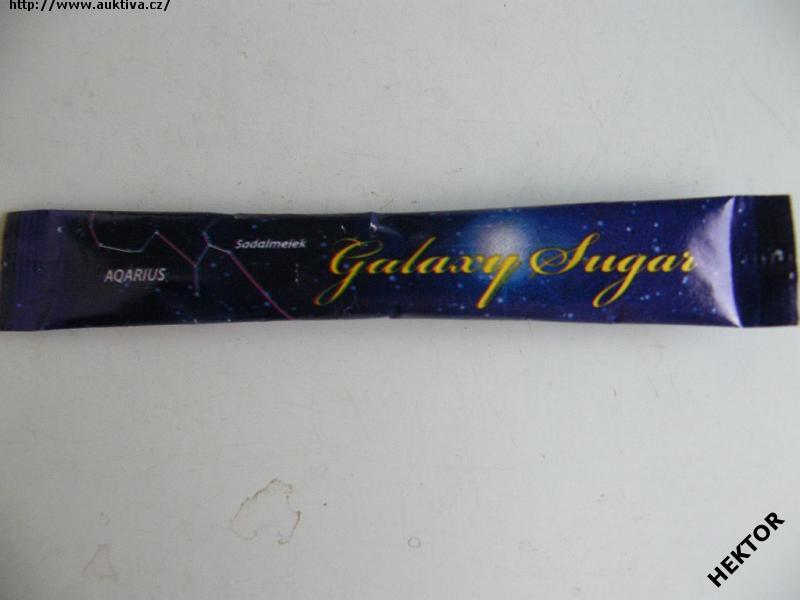 http://www.auktiva.cz/
Sadalmelek
AQARIUS
Galaxy Sugar
HEKTOR